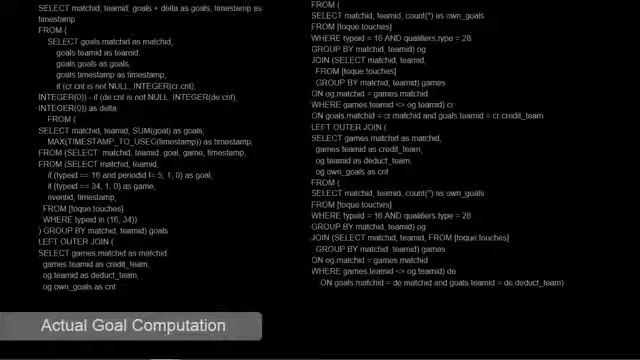 SELECT matchid, teamid, goals + delta as goals, timestamp as
timestamp
FROM (
SELECT goals.matchid as matchid,
goals.teamid as teamid,
goals.goals as goals,
goals.timestamp as timestamp,
if (cr.cnt is not NULL, INTEGER(cr.cnt),
INTEGER(0)) - if (de.cnt is not NULL, INTEGER(de.cnt),
INTEGER(0)) as delta
FROM (
SELECT matchid, teamid, SUM(goal) as goals,
MAX(TIMESTAMP_TO_USEC(timestamp)) as timestamp,
FROM (SELECT matchid, teamid, goal, game, timestamp,
FROM (SELECT matchid, teamid,
if (typeid == 16 and periodid != 5, 1, 0) as goal,
if (typeid == 34, 1, 0) as game,
eventid, timestamp,
FROM [toque.touches]
WHERE typeid in (16, 34))
) GROUP BY matchid, teamid) goals
LEFT OUTER JOIN (
SELECT games.matchid as matchid,
games.teamid as credit_team,
og.teamid as deduct_team,
og.own_goals as cnt
FROM (
SELECT matchid, teamid, count(*) as own_goals
FROM [toque.touches]
WHERE typeid = 16 AND qualifiers.type = 28
GROUP BY matchid, teamid) og
JOIN (SELECT matchid, teamid,
FROM [toque.touches]
GROUP BY matchid, teamid) games
ON og.matchid = games.matchid
WHERE games.teamid <> og.teamid) cr
ON goals.matchid = cr.matchid and goals.teamid = cr.credit_team
LEFT OUTER JOIN (
SELECT games.matchid as matchid,
games.teamid as credit_team,
og.teamid as deduct_team,
og.own_goals as cnt
FROM (
SELECT matchid, teamid, count(*) as own_goals
FROM [toque.touches]
WHERE typeid = 16 AND qualifiers.type = 28
GROUP BY matchid, teamid) og
JOIN (SELECT matchid, teamid, FROM [toque.touches]
GROUP BY matchid, teamid) games
ON og.matchid = games.matchid
WHERE games.teamid <> og.teamid) de
ON goals.matchid = de.matchid and goals.teamid = de.deduct_team)
Actual Goal Computation